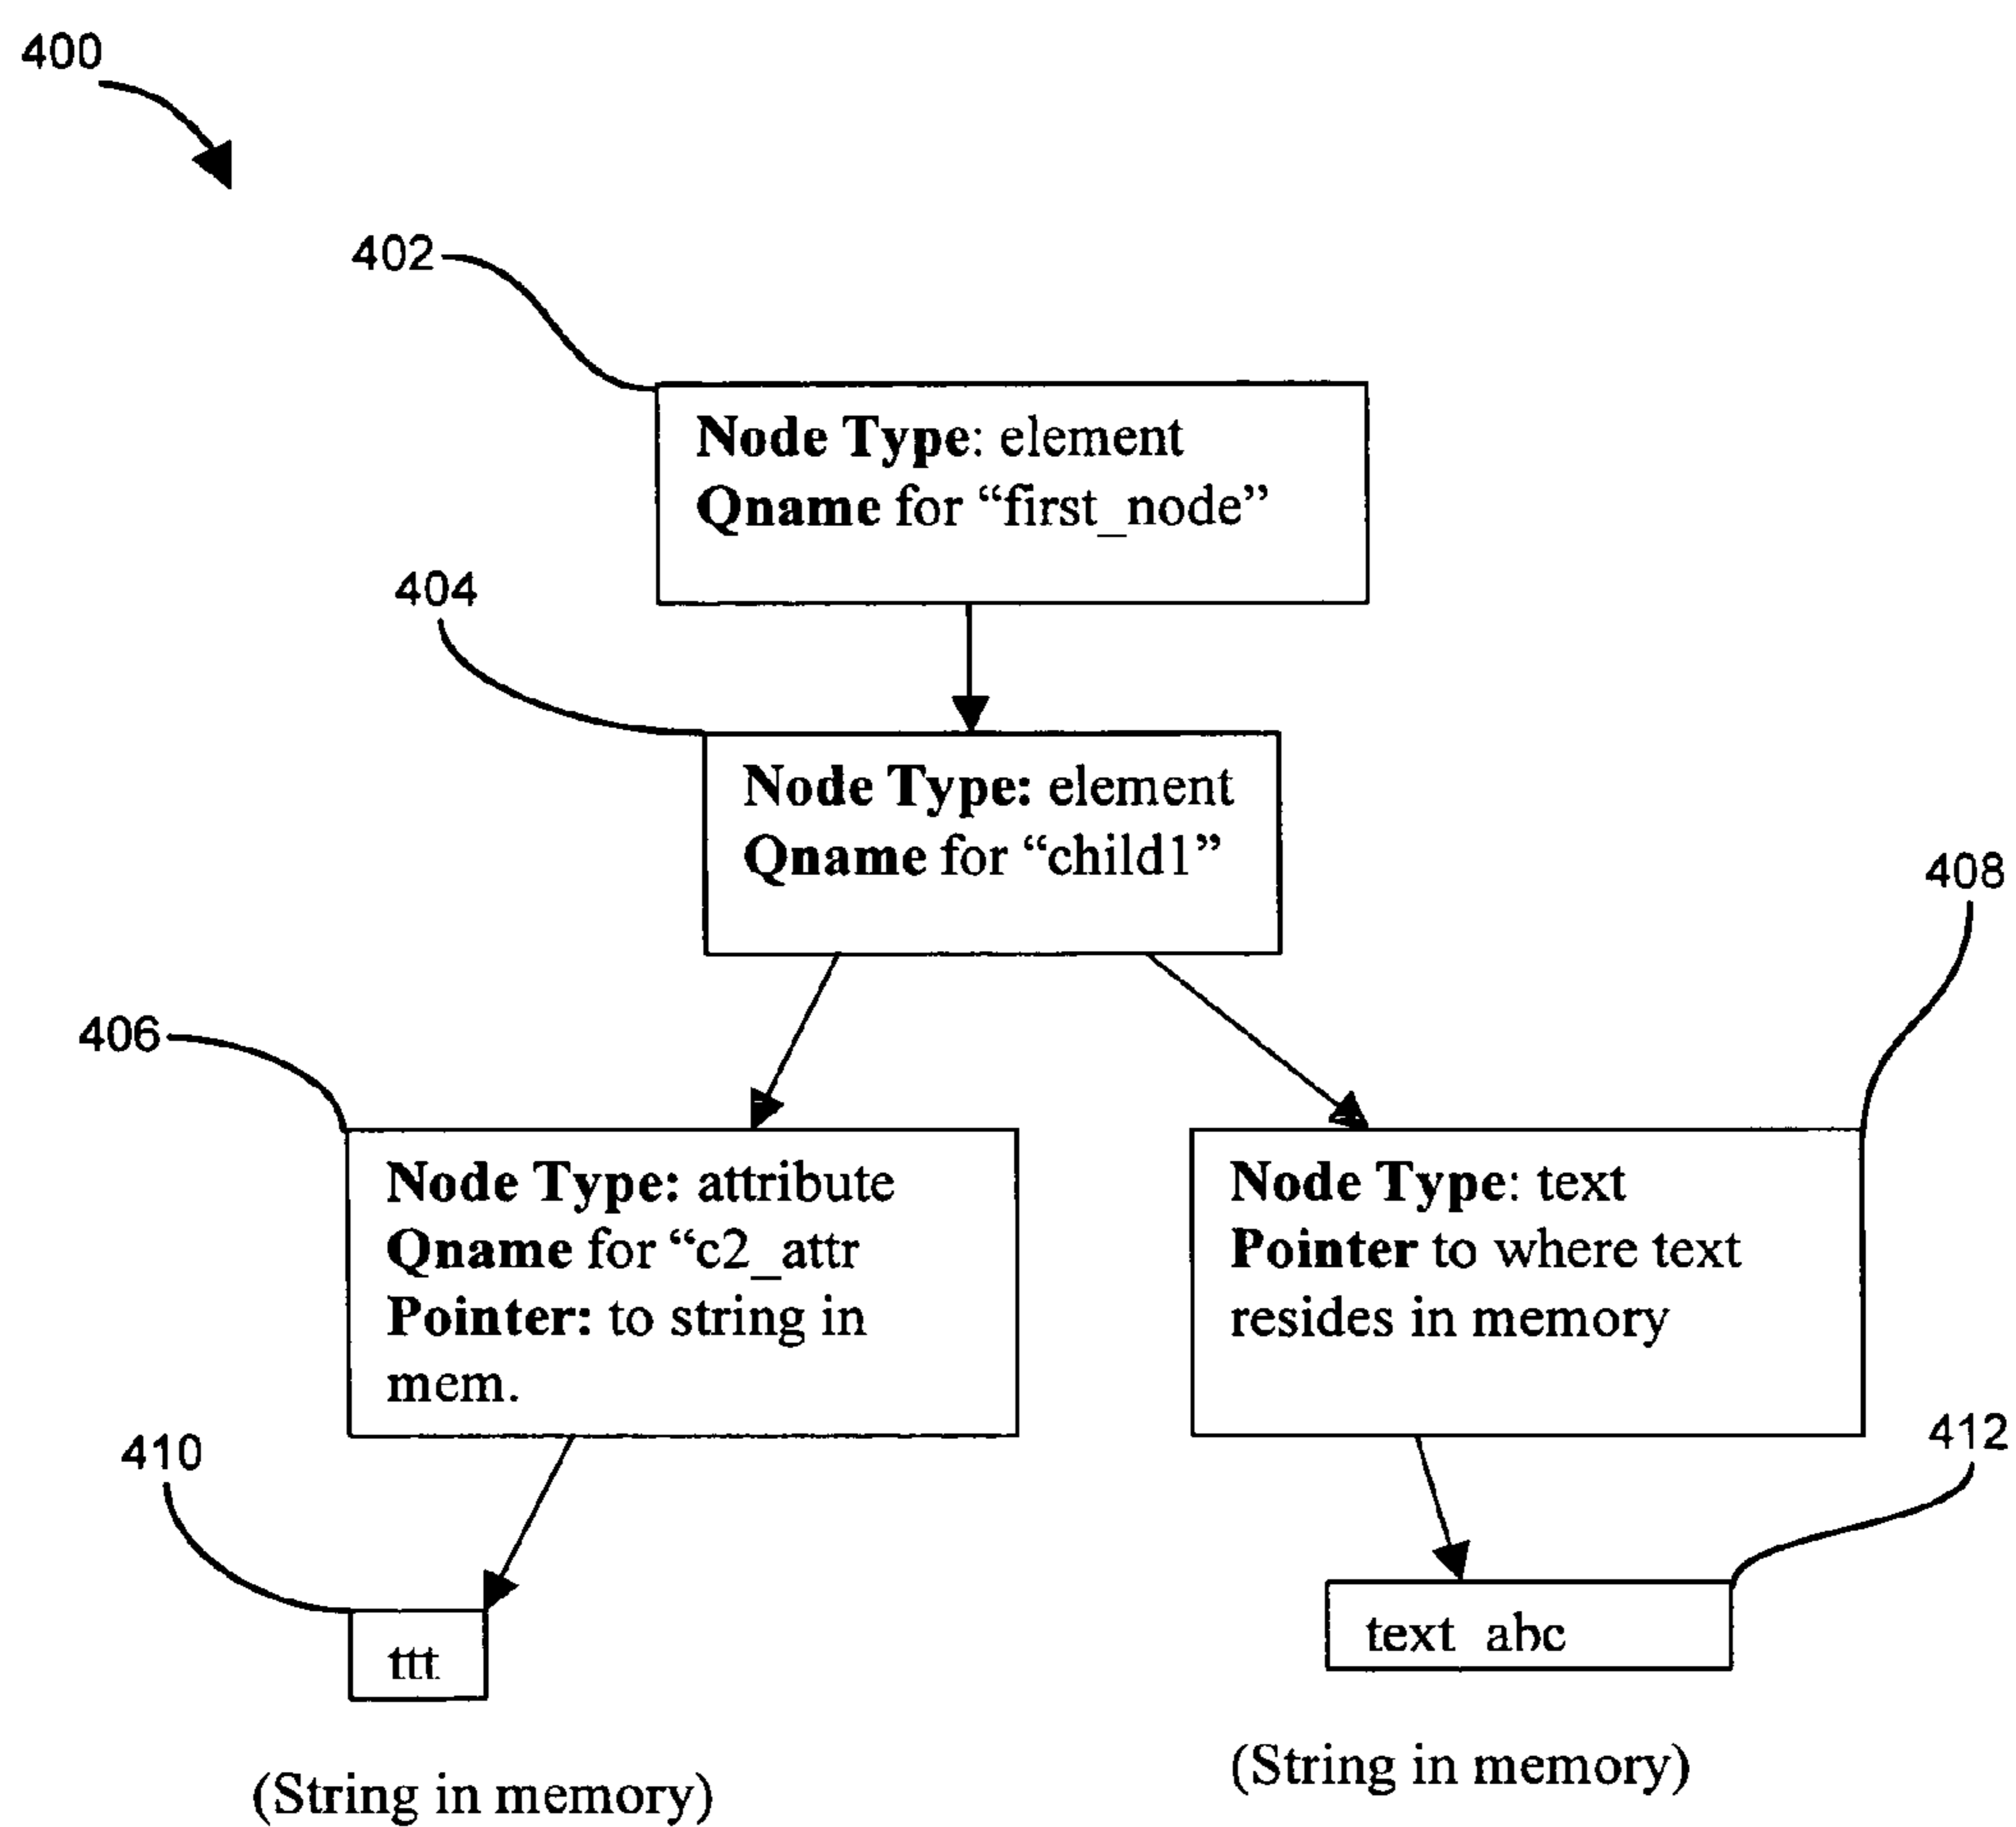 400
402
Node Type: element
Qname for “first_node”
404
Node Type: element
Qname for “child1”
408
406
Node Type: attribute
Qname for “c2_attr
Pointer: to string in
mem.
Node Type: text
Pointer to where text
resides in memory
410
412
ttt
text abc
(String in memory)
(String in memory)